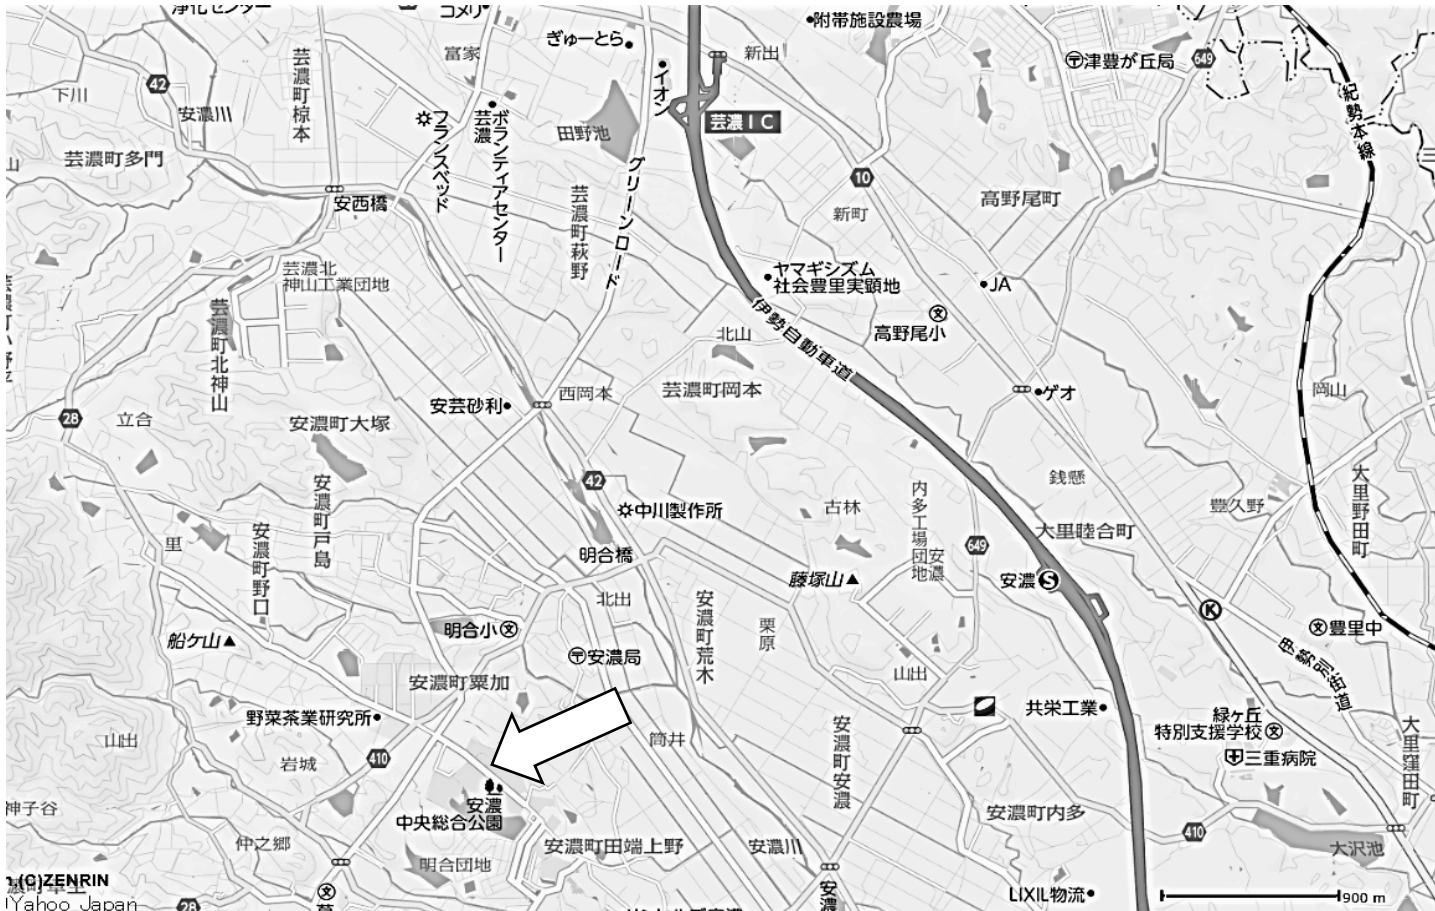 浄化センター
コメリ
ぎゅーとら
附帯施設農場
富家
新出
津豊が丘局
649
42
下川
安濃川
芸濃町椋本
フランスベッド
芸濃
ボランティアセンター
田野池
イオン
芸濃IC
紀勢本線
芸濃町多門
グリーンロード
10
新町
高野尾町
安西橋
芸濃町萩野
芸濃北
神山工業団地
ヤマギシズム
社会豊里実顕地
JA
芸濃町北神山
伊勢自動車道
高野尾小
北山
西岡本
芸濃町岡本
ゲオ
岡山
28
立合
安芸砂利
安濃町大塚
42
銭懸
大里野田町
安濃町戸島
中川製作所
古林
内多工場団地
安濃
豊久野
大里睦合町
里
安濃町野口
明合橋
649
藤塚山
安濃
S
北出
安濃町荒木
栗原
K
豊里中
船ケ山
明合小
安濃局
伊勢別街道
安濃町粟加
山出
野菜茶業研究所
共栄工業
緑ヶ丘
特別支援学校
大里窪田町
山出
410
岩城
筒井
安濃町安濃
三重病院
神子谷
安濃
中央総合公園
安濃町内多
410
仲之郷
明合団地
安濃町田端上野
安濃川
大沢池
(C)ZENRIN
Yahoo Japan
28
安濃
LIXIL物流
900 m